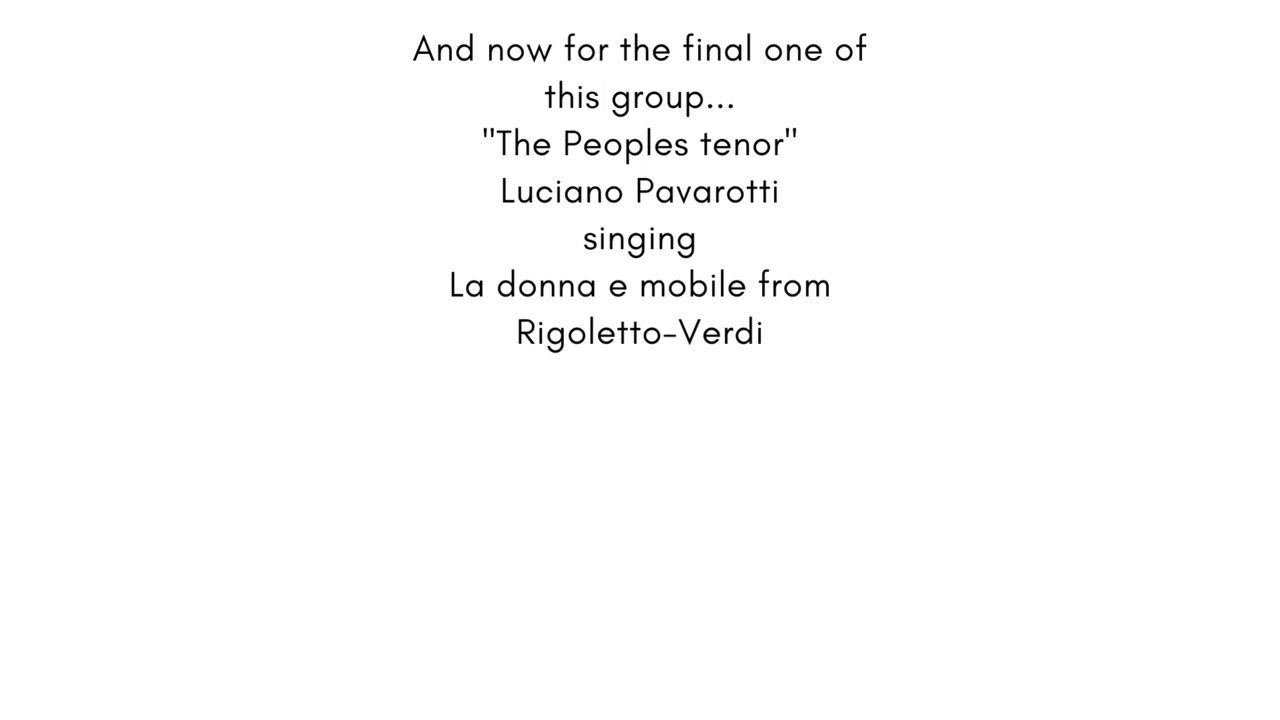 And now for the final one of
this group...
"The Peoples tenor"
Luciano Pavarotti
singing
La donna e mobile from
Rigoletto-Verdi